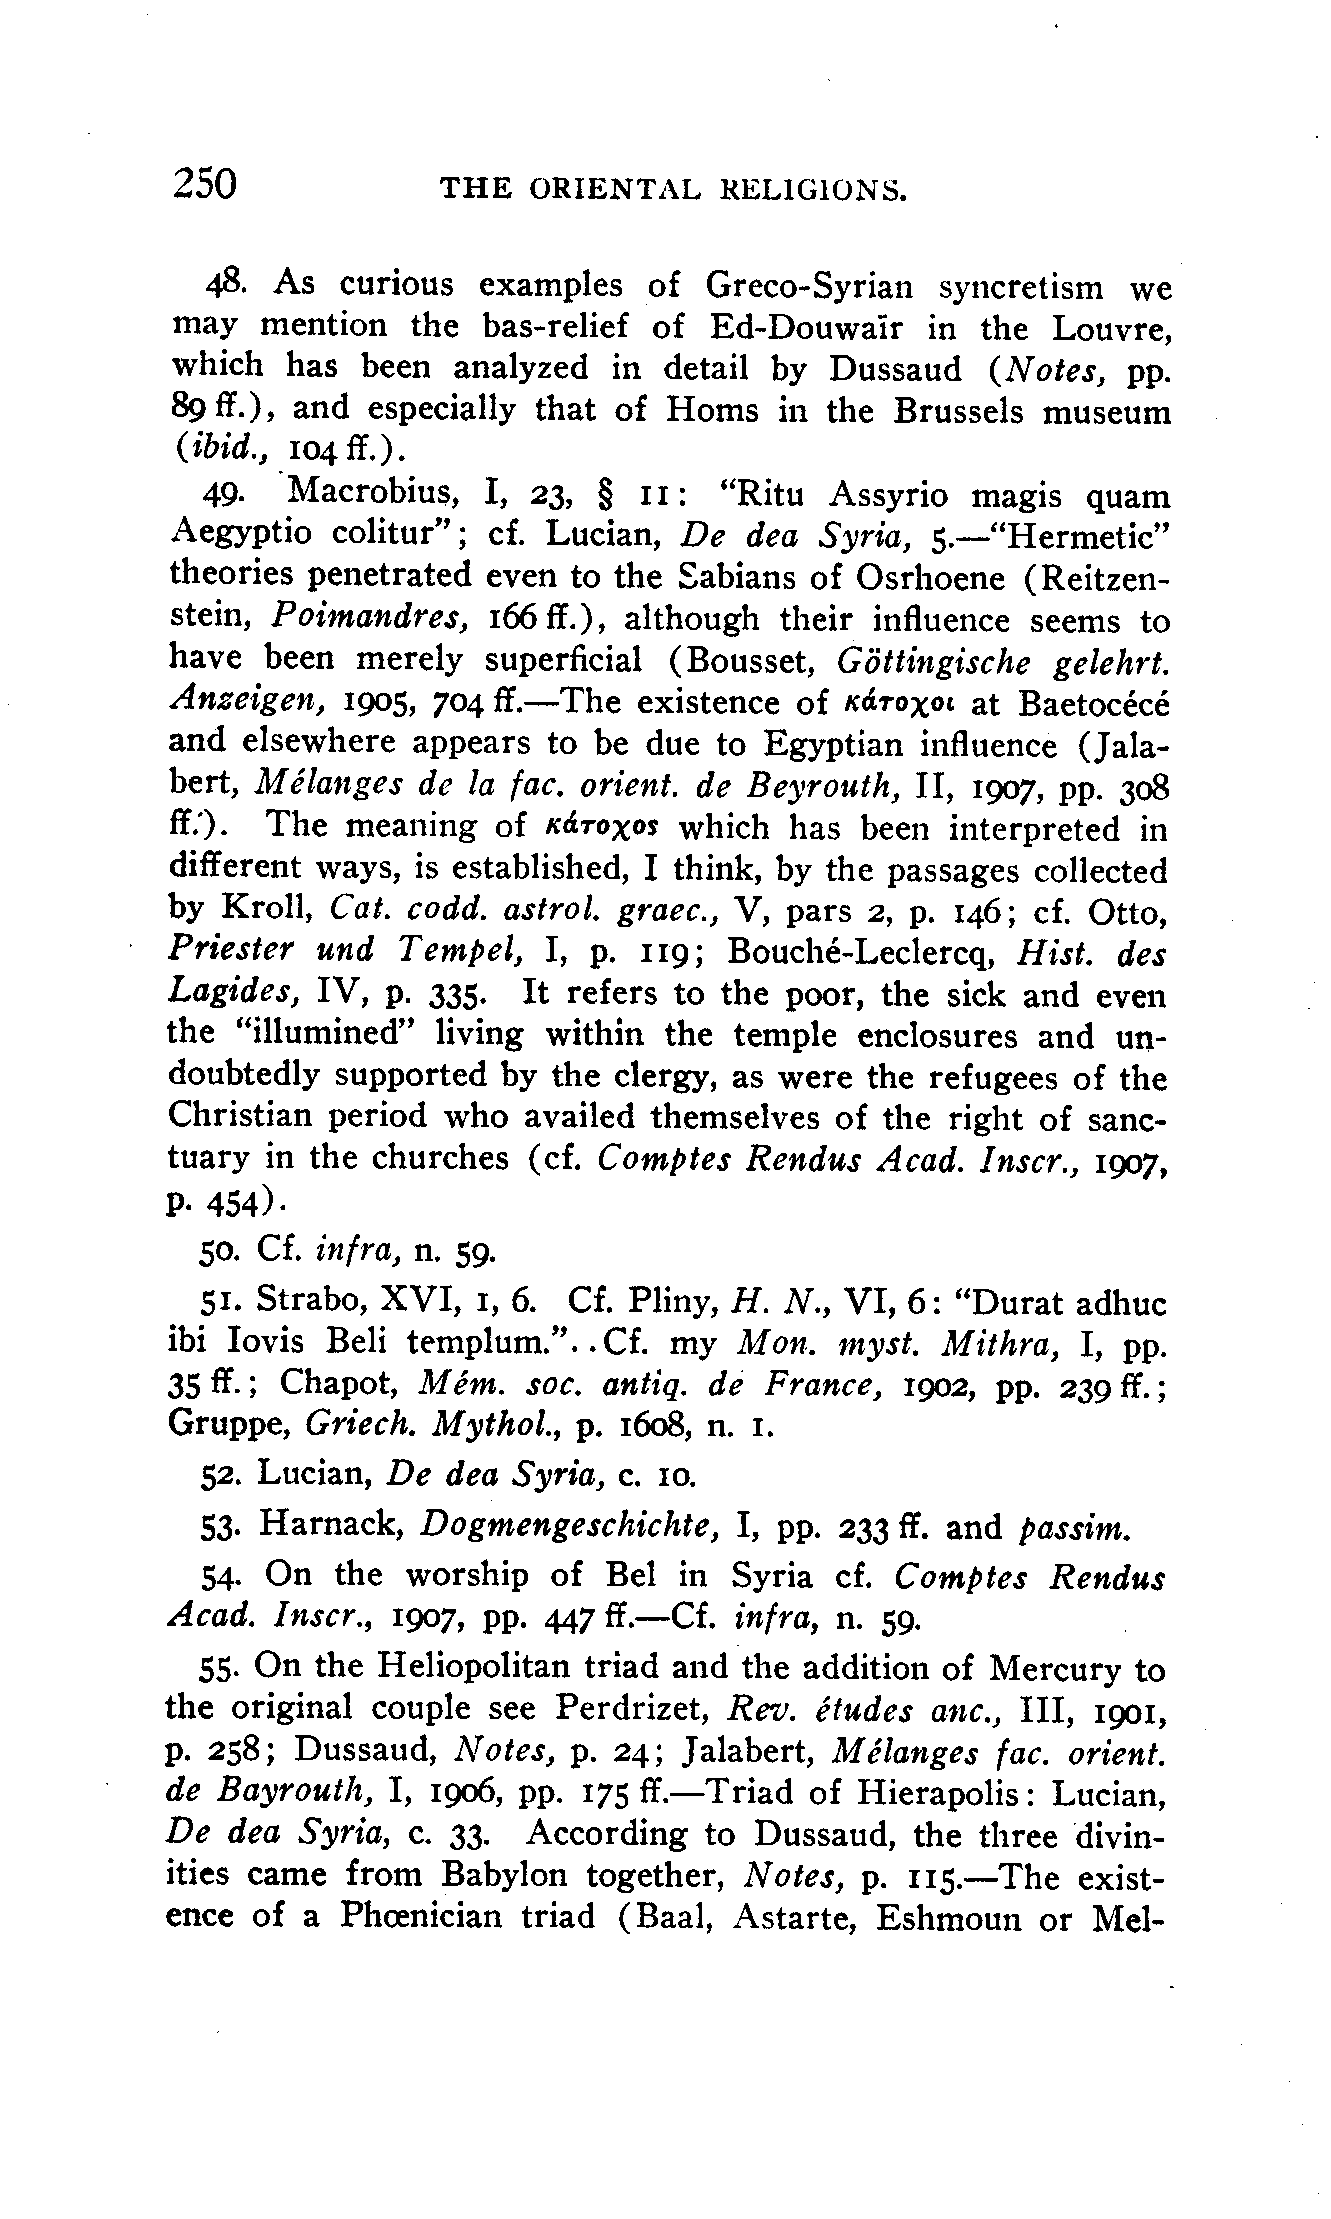 250 THE ORIENTAL RELIGIONS.
48. As curious examples of Greco-Syrian syncretism we
may mention the bas-relief of Ed-Douwaïr in the Louvre,
which has been analyzed in detail by Dussaud (Notes, pp.
89 ff.), and especially that of Homs in the Brussels museum
(ibid., 104 ff.).
49. Macrobius, I, 23, § 11: "Ritu Assyrio magis quam
Aegyptio colitur"; cf. Lucian, De dea Syria, 5.—"Hermetic"
theories penetrated even to the Sabians of Osrhoene (Reitzen-
stein, Poimandres, 166 ff.), although their influence seems to
have been merely superficial (Bousset, Göttingische gelehrt.
Anzeigen, 1905, 704 ff.—The existence of κάτοχοι at Baetocécé
and elsewhere appears to be due to Egyptian influence (Jala-
bert, Mélanges de la fac. orient. de Beyrouth, II, 1907, pp. 308
ff.). The meaning of κάτοχος which has been interpreted in
different ways, is established, I think, by the passages collected
by Kroll, Cat. codd. astrol. graec., V, pars 2, p. 146; cf. Otto,
Priester und Tempel, I, p. 119; Bouché-Leclercq, Hist. des
Lagides, IV, p. 335. It refers to the poor, the sick and even
the "illumined" living within the temple enclosures and un-
doubtedly supported by the clergy, as were the refugees of the
Christian period who availed themselves of the right of sanc-
tuary in the churches (cf. Comptes Rendus Acad. Inscr., 1907,
p. 454).
50. Cf. infra, n. 59.
51. Strabo, XVI, 1, 6. Cf. Pliny, H. N., VI, 6: "Durat adhuc
ibi Iovis Beli templum."..Cf. my Mon. myst. Mithra, I, pp.
35 ff.; Chapot, Mém. soc. antiq. de France, 1902, pp. 239 ff.;
Gruppe, Griech. Mythol., p. 1608, n. 1.
52. Lucian, De dea Syria, c. 10.
53. Harnack, Dogmengeschichte, I, pp. 233 ff. and passim.
54. On the worship of Bel in Syria cf. Comptes Rendus
Acad. Inscr., 1907, pp. 447 ff.—Cf. infra, n. 59.
55. On the Heliopolitan triad and the addition of Mercury to
the original couple see Perdrizet, Rev. études anc., III, 1901,
p. 258; Dussaud, Notes, p. 24; Jalabert, Mélanges fac. orient.
de Bayrouth, I, 1906, pp. 175 ff.—Triad of Hierapolis: Lucian,
De dea Syria, c. 33. According to Dussaud, the three divin-
ities came from Babylon together, Notes, p. 115.—The exist-
ence of a Phœnician triad (Baal, Astarte, Eshmoun or Mel-